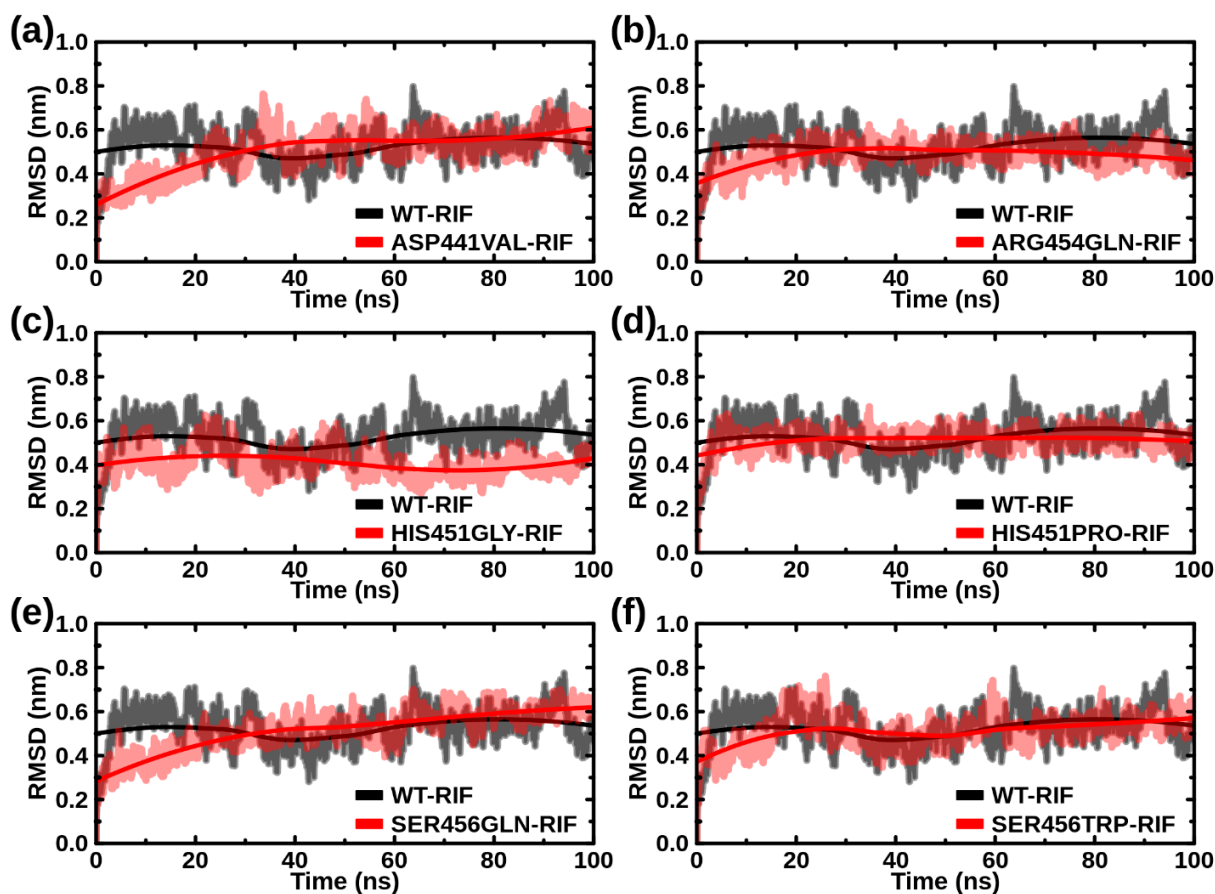 (a) (b)
1.0 1.0
0.8 0.8
0.6 0.6
RMSD (nm) RMSD (nm)
0.4 0.4
0.2 WT-RIF 0.2 WT-RIF
ASP441VAL-RIF ARG454GLN-RIF
0.0 0.0
0 20 40 60 80 100 0 20 40 60 80 100
Time (ns) Time (ns)
(c) (d)
1.0 1.0
0.8 0.8
0.6 0.6
RMSD (nm) RMSD (nm)
0.4 0.4
0.2 WT-RIF 0.2 WT-RIF
HIS451GLY-RIF HIS451PRO-RIF
0.0 0.0
0 20 40 60 80 100 0 20 40 60 80 100
Time (ns) Time (ns)
(e) (f)
1.0 1.0
0.8 0.8
0.6 0.6
RMSD (nm) RMSD (nm)
0.4 0.4
0.2 WT-RIF 0.2 WT-RIF
SER456GLN-RIF SER456TRP-RIF
0.0 0.0
0 20 40 60 80 100 0 20 40 60 80 100
Time (ns) Time (ns)